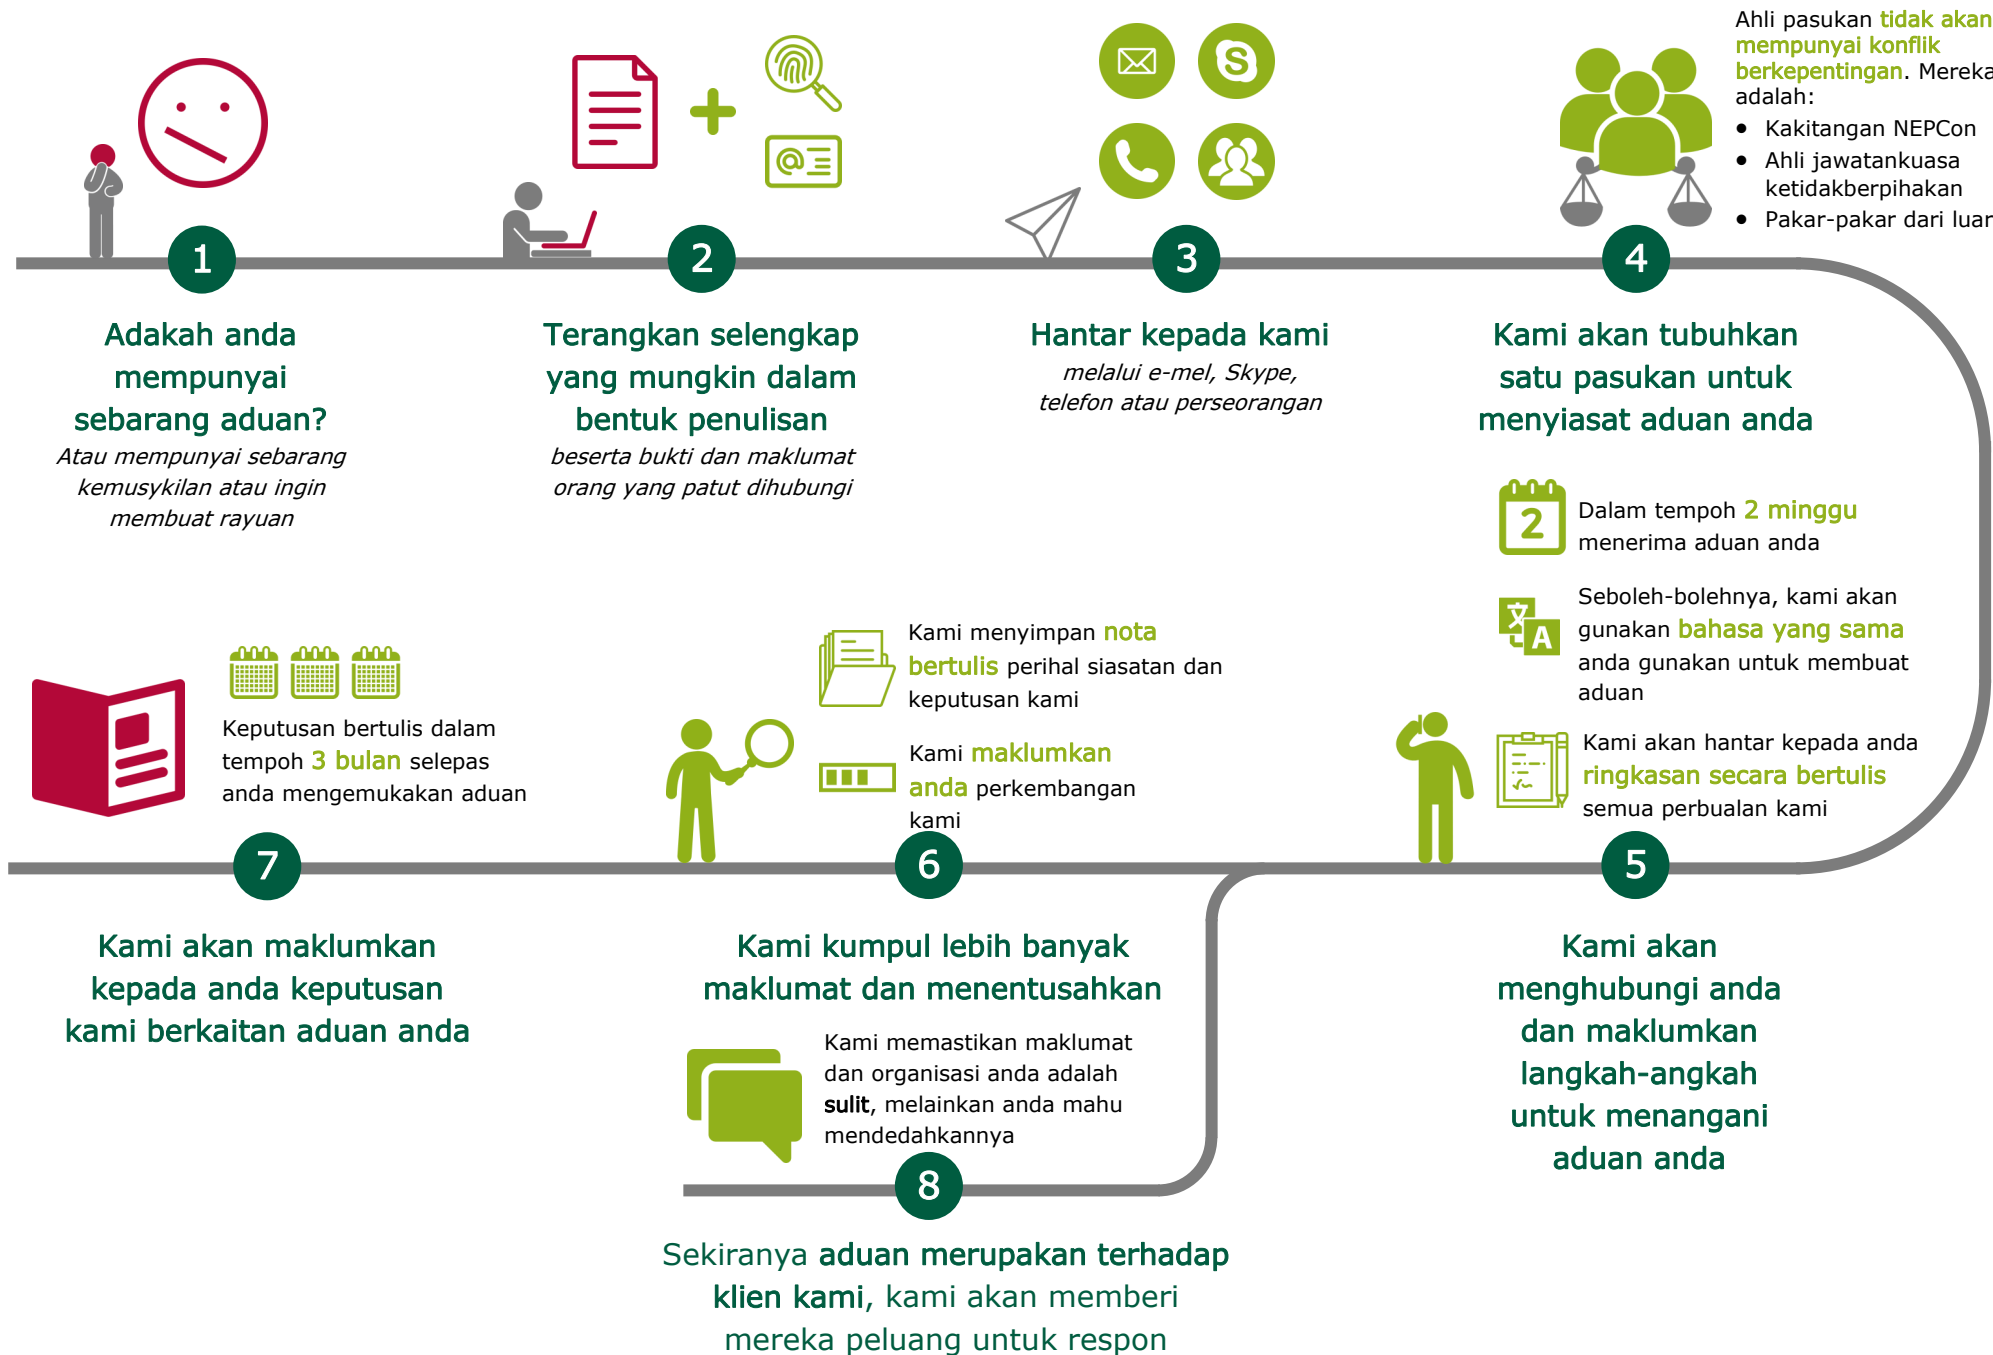 Ahli pasukan tidak akan
mempunyai konflik
berkepentingan. Mereka
adalah:
• Kakitangan NEPCon
• Ahli jawatankuasa
ketidakberpihakan
• Pakar-pakar dari luar
1
Adakah anda
mempunyai
sebarang aduan?
Atau mempunyai sebarang
kemusykilan atau ingin
membuat rayuan
2
Terangkan selengkap
yang mungkin dalam
bentuk penulisan
beserta bukti dan maklumat
orang yang patut dihubungi
3
Hantar kepada kami
melalui e-mel, Skype,
telefon atau perseorangan
4
Kami akan tubuhkan
satu pasukan untuk
menyiasat aduan anda
2
Dalam tempoh 2 minggu
menerima aduan anda
文
A
Seboleh-bolehnya, kami akan
gunakan bahasa yang sama
anda gunakan untuk membuat
aduan
Kami akan hantar kepada anda
ringkasan secara bertulis
semua perbualan kami
5
Kami akan
menghubungi anda
dan maklumkan
langkah-angkah
untuk menangani
aduan anda
Kami menyimpan nota
bertulis perihal siasatan dan
keputusan kami
Kami maklumkan
anda perkembangan
kami
6
Kami kumpul lebih banyak
maklumat dan menentusahkan
Keputusan bertulis dalam
tempoh 3 bulan selepas
anda mengemukakan aduan
7
Kami akan maklumkan
kepada anda keputusan
kami berkaitan aduan anda
Kami memastikan maklumat
dan organisasi anda adalah
sulit, melainkan anda mahu
mendedahkannya
8
Sekiranya aduan merupakan terhadap
klien kami, kami akan memberi
mereka peluang untuk respon